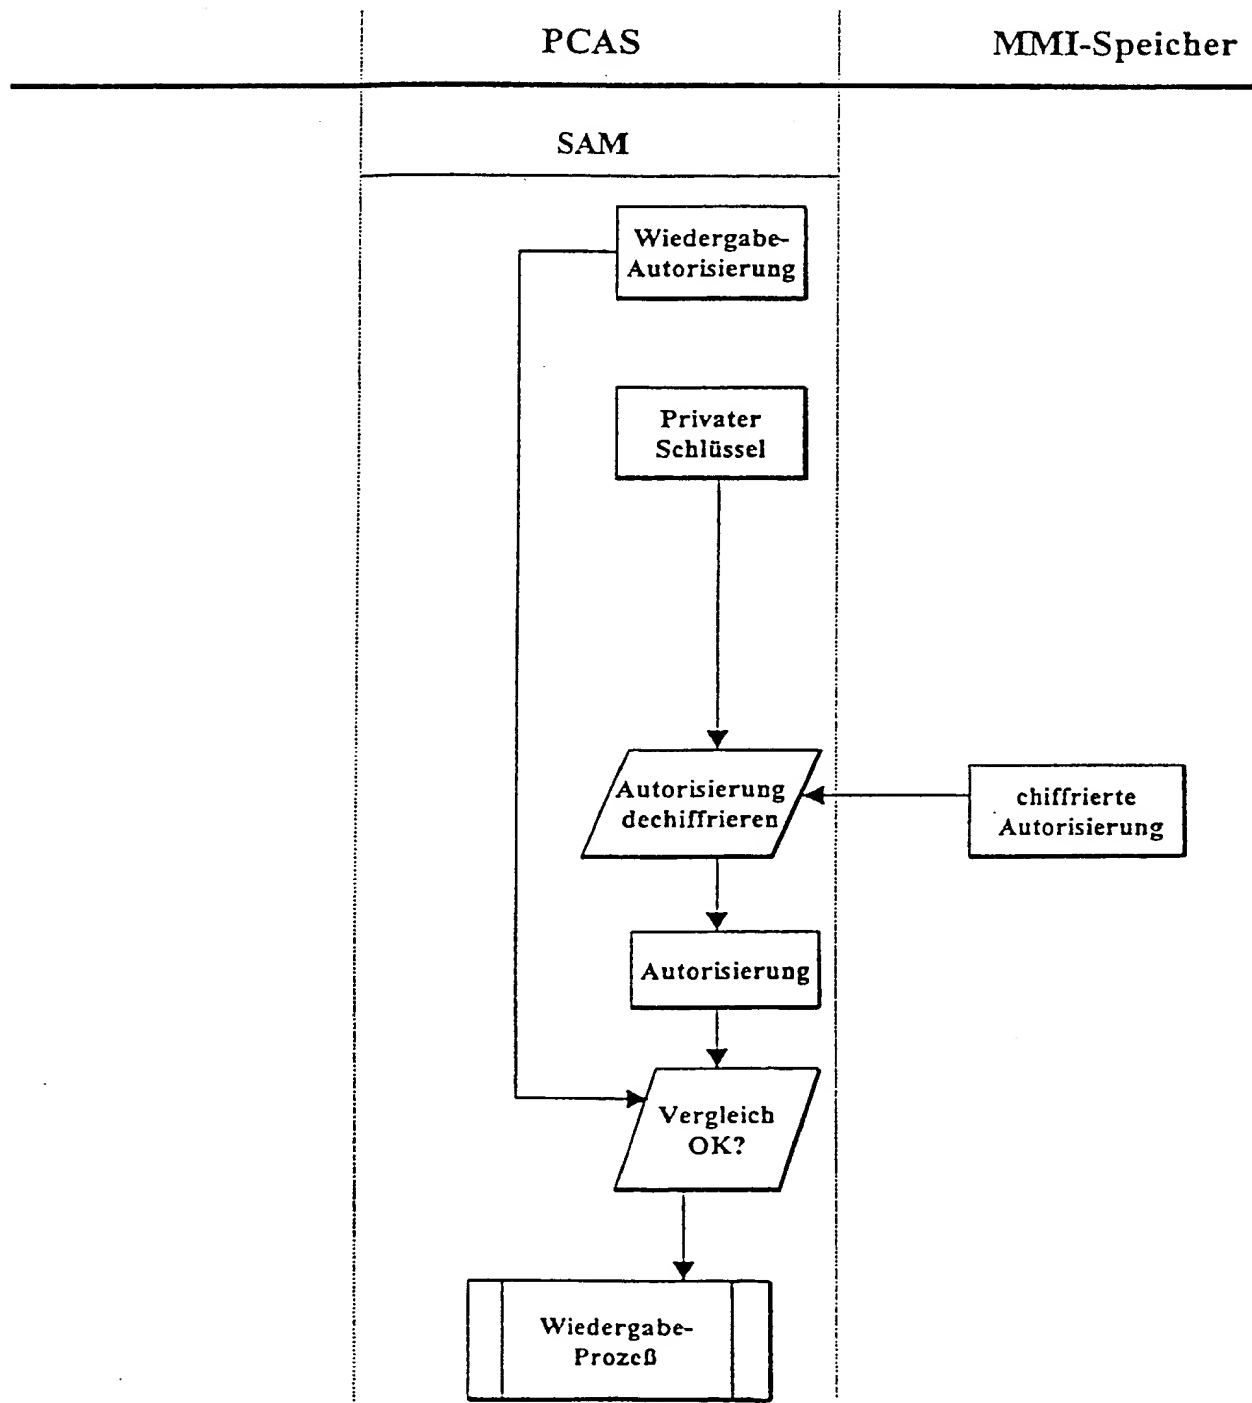 PCAS
MMI-Speicher
SAM
Wiedergabe-
Autorisierung
Privater
Schlüssel
Autorisierung
dechiffrieren
chiffrierte
Autorisierung
Autorisierung
Vergleich
OK?
Wiedergabe-
Prozeß